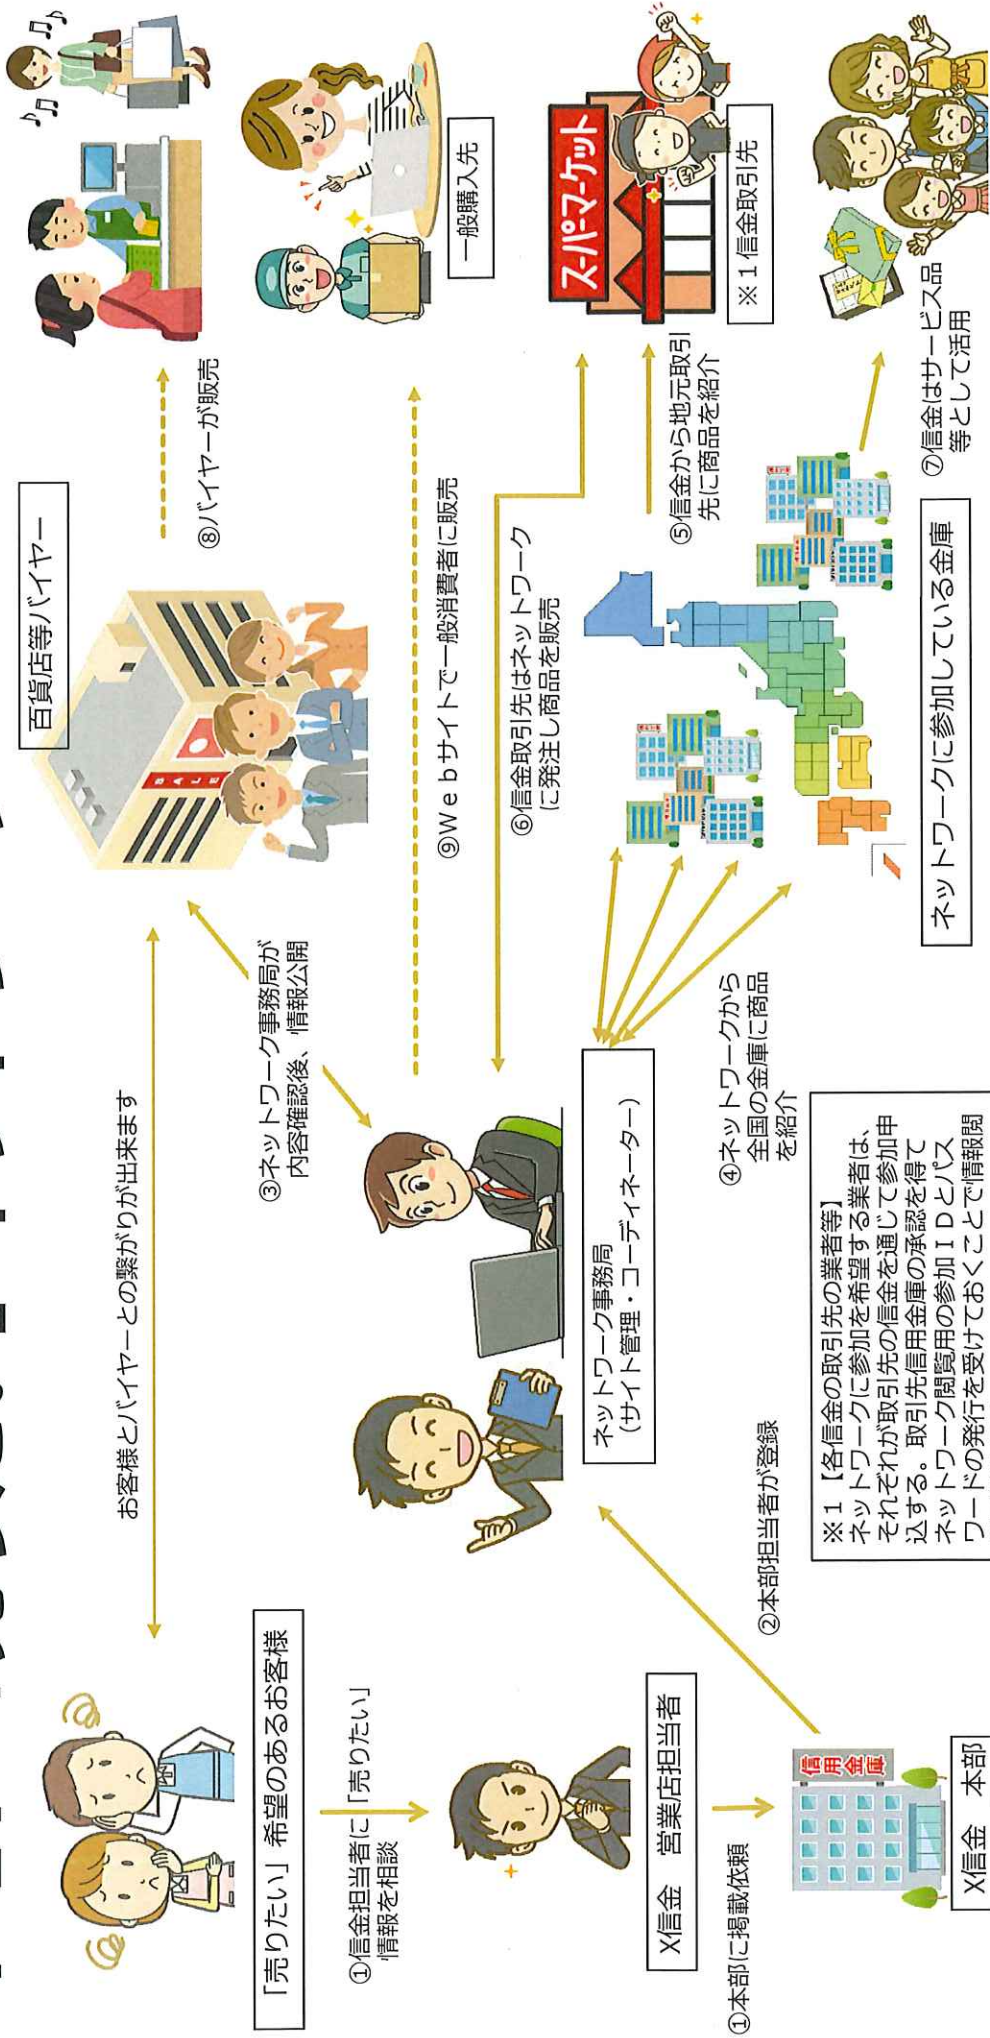 百貨店等バイヤー
SALE
お客様とバイヤーとの繋がりが出来ます
「売りたい」希望のあるお客様
①信金担当者に「売りたい」
情報を相談
X信金　営業店担当者
①本部に掲載依頼
信用金庫
X信金　本部
②本部担当者が登録
ネットワーク事務局
(サイト管理・コーディネーター)
③ネットワーク事務局が
内容確認後、情報公開
④ネットワークから
全国の金庫に商品
を紹介
ネットワークに参加している金庫
⑤信金から地元取引
先に商品を紹介
⑥信金取引先はネットワーク
に発注し商品を販売
⑦信金はサービス品
等として活用
⑧バイヤーが販売
⑨Ｗｅｂサイトで一般消費者に販売
一般購入先
スーパーマーケット
※１信金取引先
※１【各信金の取引先の業者等】
ネットワークに参加を希望する業者は、
それぞれが取引先の信金を通じて参加申
込する。取引先信用金庫の承認を得て
ネットワーク閲覧用の参加ＩＤとパス
ワードの発行を受けておくことで情報閲